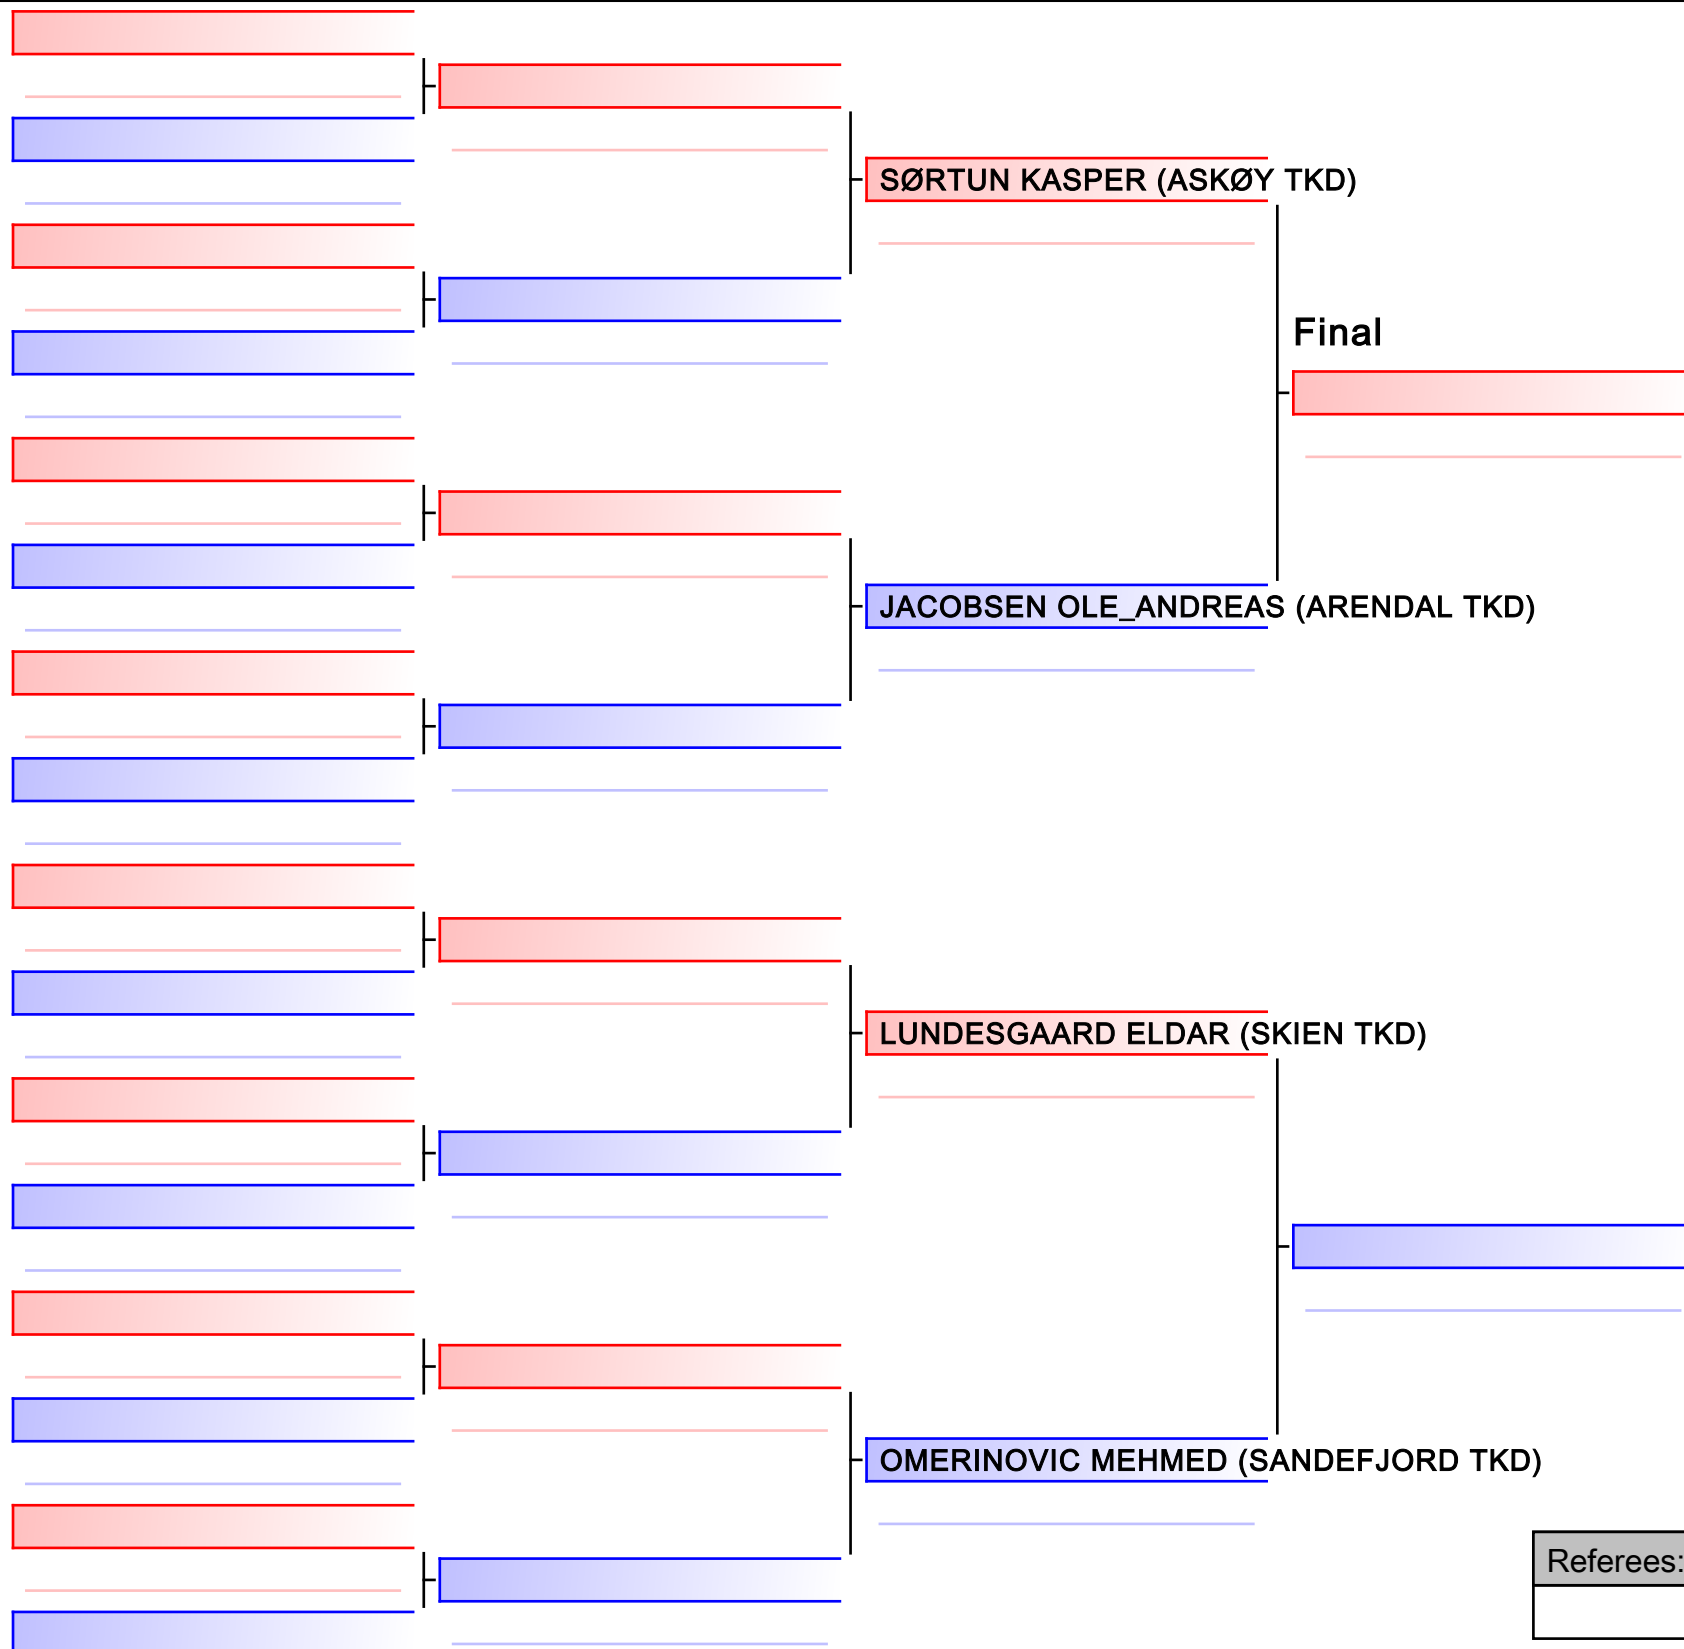 SØRTUN KASPER (ASKØY TKD)
Final
JACOBSEN OLE_ANDREAS (ARENDAL TKD)
LUNDESGAARD ELDAR (SKIEN TKD)
OMERINOVIC MEHMED (SANDEFJORD TKD)
Referees: